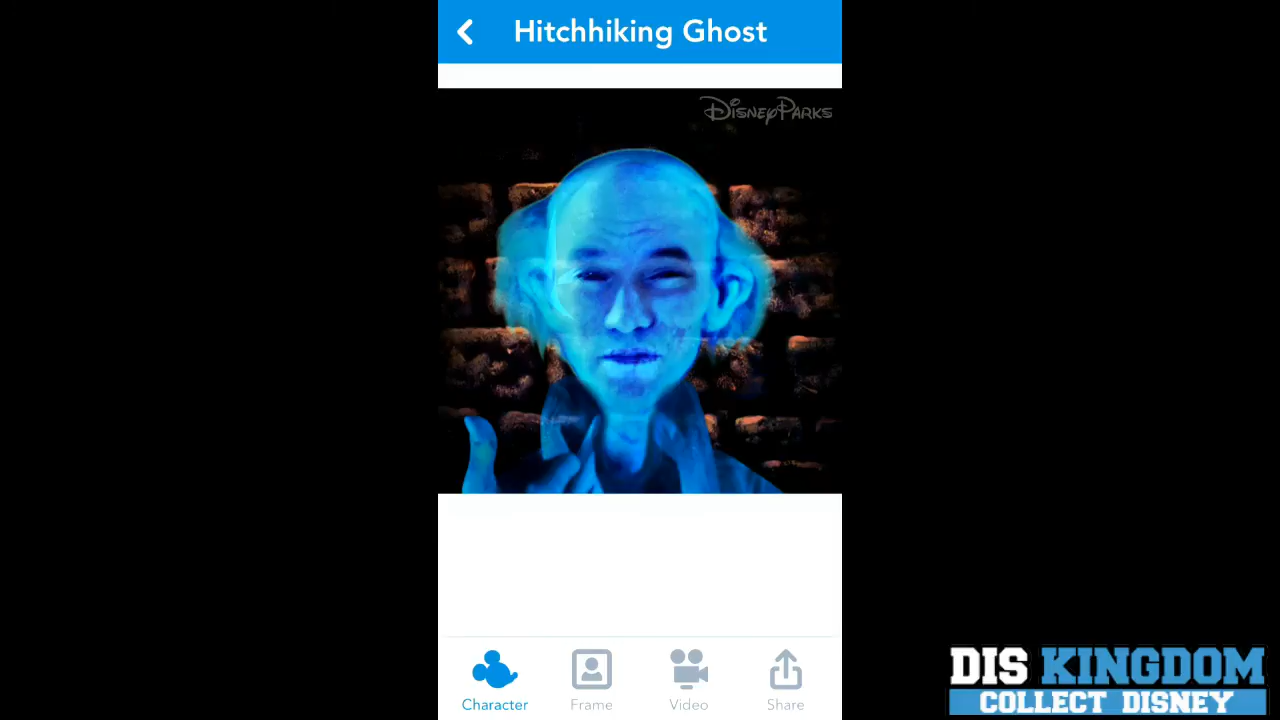 Hitchhiking Ghost
DisneyParks
Character
Frame
Video
Share
DIS KINGDOM
COLLECT DISNEY